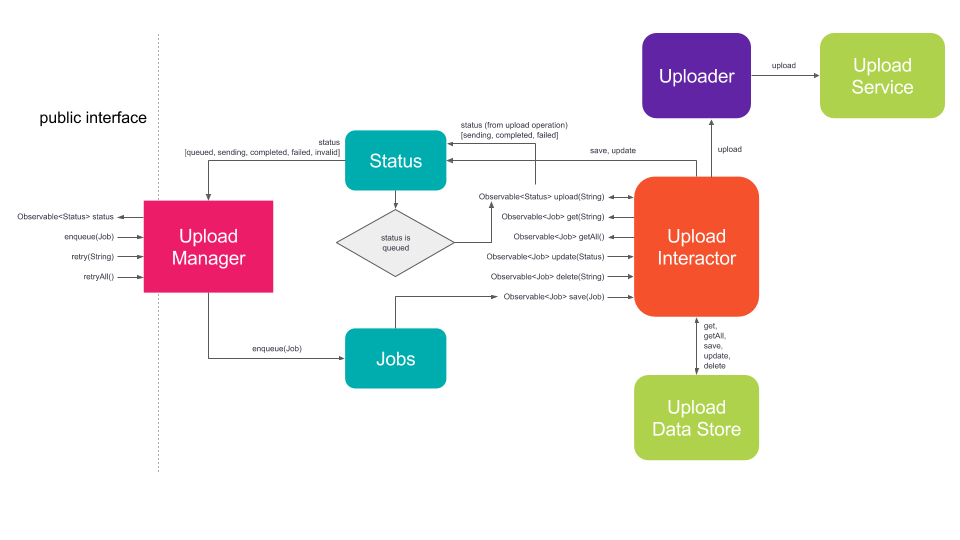 Uploader
upload
Upload
Service
public interface
status (from upload operation)
[sending, completed, failed]
status
[queued, sending, completed, failed, invalid]
Status
save, update
upload
Observable<Status> upload(String)
Observable<Job> get(String)
Observable<Job> getAll()
Observable<Job> update(Status)
Observable<Job> delete(String)
Observable<Job> save(Job)
Upload
Interactor
status is
queued
Observable<Status> status
enqueue(Job)
retry(String)
retryAll()
Upload
Manager
enqueue(Job)
Jobs
get,
getAll,
save,
update,
delete
Upload
Data Store